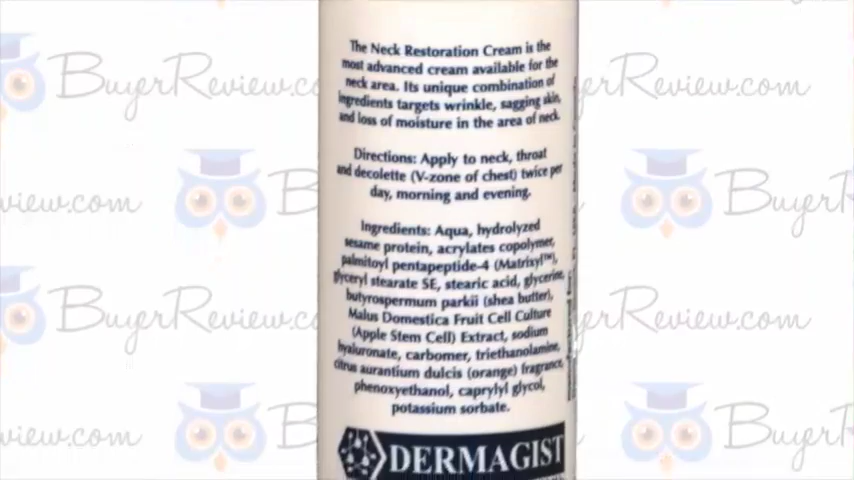 The Neck Restoration Cream is the
most advanced cream available for the
neck area. Its unique combination of
ingredients targets wrinkle, sagging skin,
and loss of moisture in the area of neck.
Directions: Apply to neck, throat
and decolette (V-zone of chest) twice per
day, morning and evening.
Ingredients: Aqua, hydrolyzed
sesame protein, acrylates copolymer,
palmitoyl pentapeptide-4 (Matrixyl™),
glyceryl stearate SE, stearic acid, glycerine,
butyrospermum parkii (shea butter),
Malus Domestica Fruit Cell Culture
(Apple Stem Cell) Extract, sodium
hyaluronate, carbomer, triethanolamine,
citrus aurantium dulcis (orange) fragrance,
phenoxyethanol, caprylyl glycol,
potassium sorbate.
DERMAGIST
BuyerReview.com
BuyerReview.com